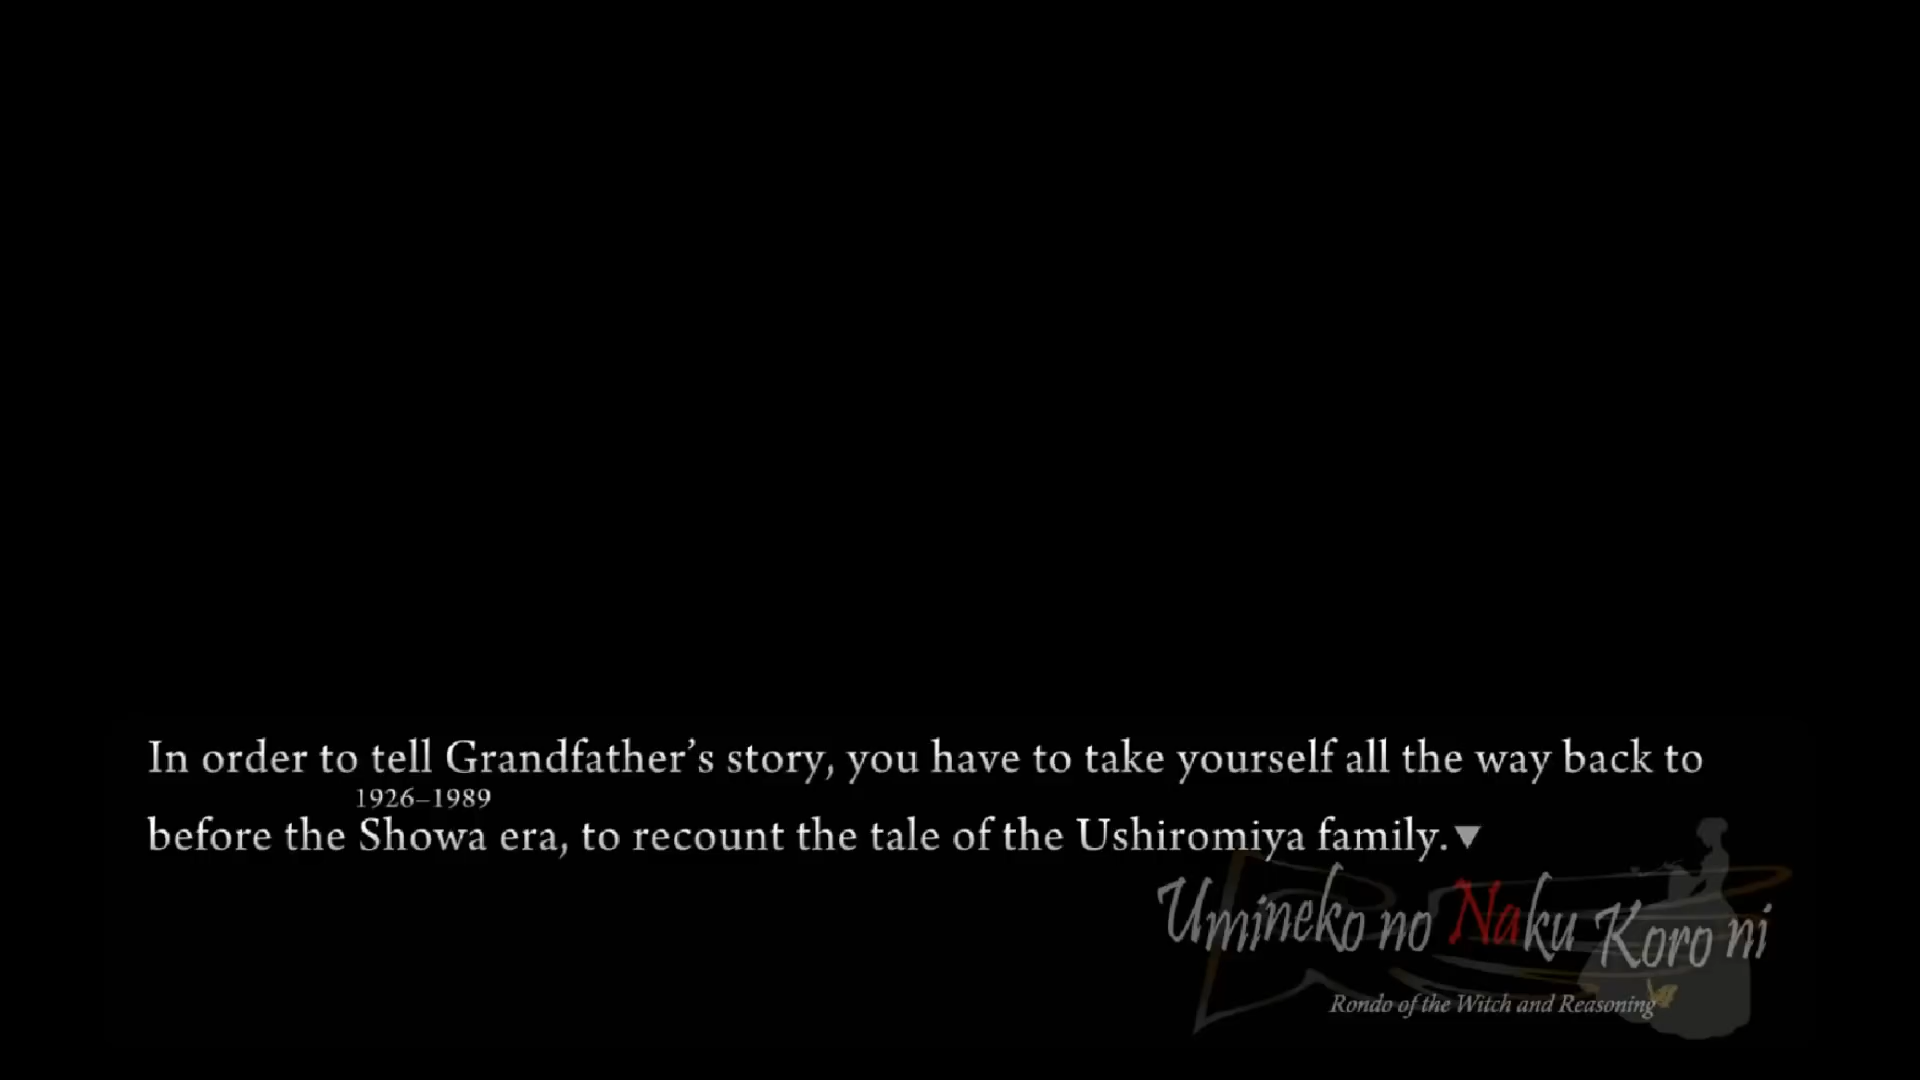 In order to tell Grandfather’s story, you have to take yourself all the way back to
1926–1989
before the Showa era, to recount the tale of the Ushiromiya family.
Umineko no Naku Koro ni
Rondo of the Witch and Reasoning